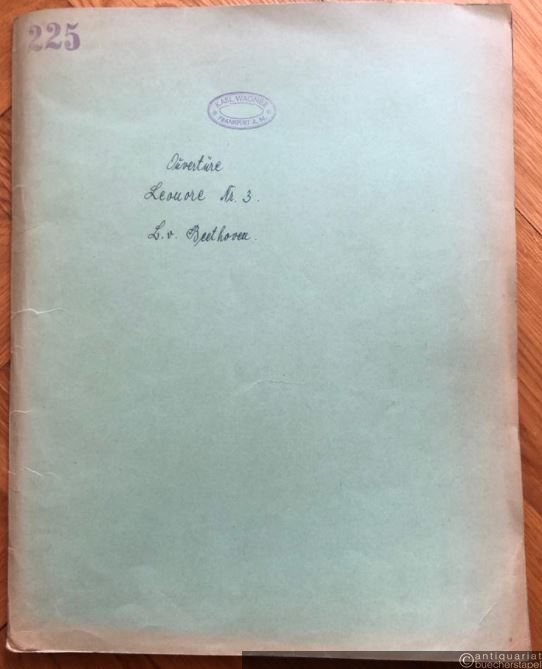 225
KARL WAGNER
FRANKFURT A. M.
Ouvertüre
Leonore Nr. 3.
L. v. Beethoven.
©antiquariat
buecherstapel